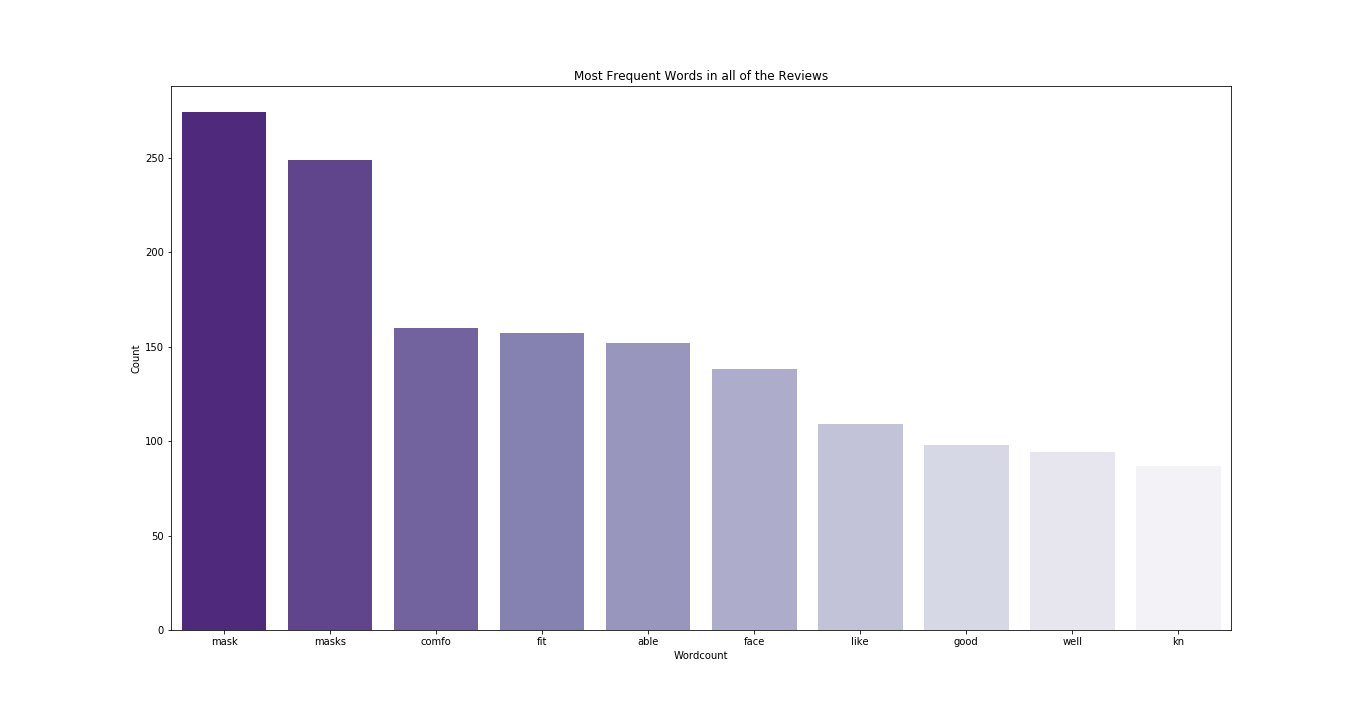 Most Frequent Words in all of the Reviews
Count
250
200
150
100
50
0
mask masks comfo fit able face like good well kn
Wordcount